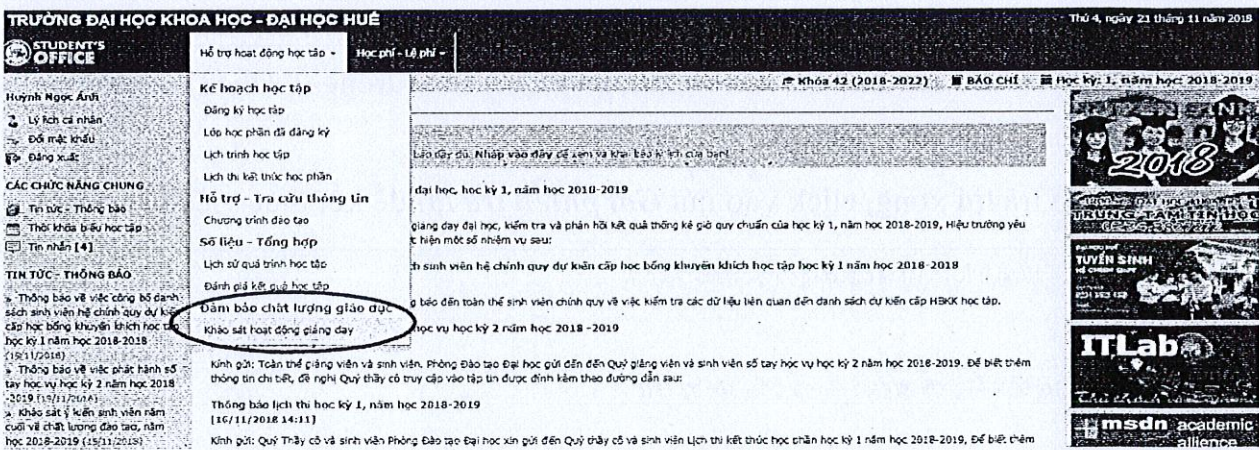 TRƯỜNG ĐẠI HỌC KHOA HỌC - ĐẠI HỌC HUẾ
Thứ 4, ngày 21 tháng 11 năm 2018
STUDENT'S
OFFICE
Hỗ trợ hoạt động học tập
Học phí - Lệ phí
Khóa 42 (2018-2022)
BÁO CHÍ
Học kỳ: 1, năm học: 2018-2019
Huỳnh Ngọc Ánh
Lý lịch cá nhân
Đổi mật khẩu
Đăng xuất
CÁC CHỨC NĂNG CHUNG
Tin tức - Thông báo
Thời khóa biểu học tập
Tin nhắn [4]
TIN TỨC - THÔNG BÁO
» Thông báo về việc công bố danh
sách sinh viên hệ chính quy dự kiến
cấp học bổng khuyến khích học tập
học kỳ 1 năm học 2018-2018
(19/11/2018)
» Thông báo về việc phát hành sổ
tay học vụ học kỳ 2 năm học 2018
-2019 (19/11/2018)
» Khảo sát ý kiến sinh viên năm
cuối về chất lượng đào tạo, năm
học 2018-2019 (15/11/2018)
Kế hoạch học tập
Đăng ký học tập
Lớp học phần đã đăng ký
Lịch trình học tập
Lịch thi kết thúc học phần
Hỗ trợ - Tra cứu thông tin
Chương trình đào tạo
Số liệu - Tổng hợp
Lịch sử quá trình học tập
Đánh giá kết quả học tập
Đảm bảo chất lượng giáo dục
Khảo sát hoạt động giảng dạy
đầy đủ. Nhấp vào đây để xem và khai báo lý lịch của bạn!
đại học, học kỳ 1, năm học 2018-2019
giảng dạy đại học, kiểm tra và phản hồi kết quả thống kê giờ quy chuẩn của học kỳ 1, năm học 2018-2019, Hiệu trưởng yêu
hiện một số nhiệm vụ sau:
sinh viên hệ chính quy dự kiến cấp học bổng khuyến khích học tập học kỳ 1 năm học 2018-2018
báo đến toàn thể sinh viên chính quy về việc kiểm tra các dữ liệu liên quan đến danh sách dự kiến cấp HBKK học tập.
học vụ học kỳ 2 năm học 2018 -2019
Kính gửi: Toàn thể giảng viên và sinh viên, Phòng Đào tạo Đại học gửi đến đến Quý giảng viên và sinh viên sổ tay học vụ học kỳ 2 năm học 2018-2019. Để biết thêm
thông tin chi tiết, đề nghị Quý thầy cô truy cập vào tập tin được đính kèm theo đường dẫn sau:
Thông báo lịch thi học kỳ 1, năm học 2018-2019
[16/11/2018 14:11]
Kính gửi: Quý Thầy cô và sinh viên Phòng Đào tạo Đại học xin gửi đến Quý thầy cô và sinh viên Lịch thi kết thúc học phần học kỳ 1 năm học 2018-2019, Để biết thêm
2018
TRUNG TÂM TIN HỌC
TUYỂN SINH
ITLab
msdn academic
alliance